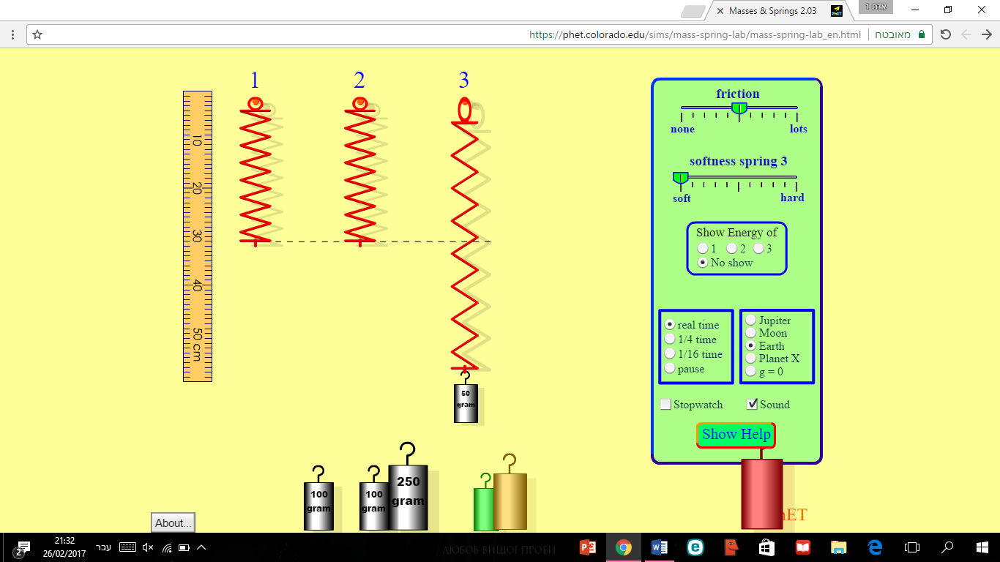 Masses & Springs 2.03
אדם 1
https://phet.colorado.edu/sims/mass-spring-lab/mass-spring-lab_en.html
מאובטח
1 2 3
10
20
30
40
50 cm
friction
none lots
softness spring 3
soft hard
Show Energy of
1 2 3
No show
real time
1/4 time
1/16 time
pause
Jupiter
Moon
Earth
Planet X
g = 0
Stopwatch
Sound
Show Help
50
gram
100
gram
100
gram
250
gram
About...
2
21:32
26/02/2017
עבר
ЛЮБОВ ВИЩОЇ ПРОБИ